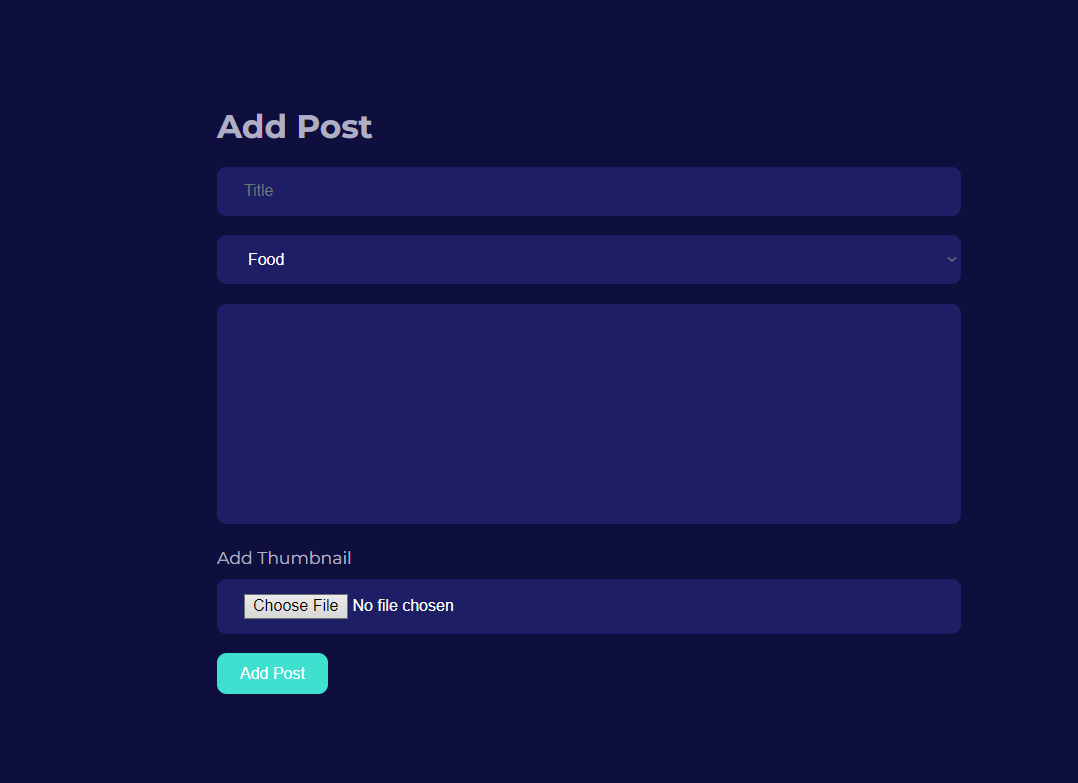 Add Post
Title
Food
Add Thumbnail
Choose File No file chosen
Add Post